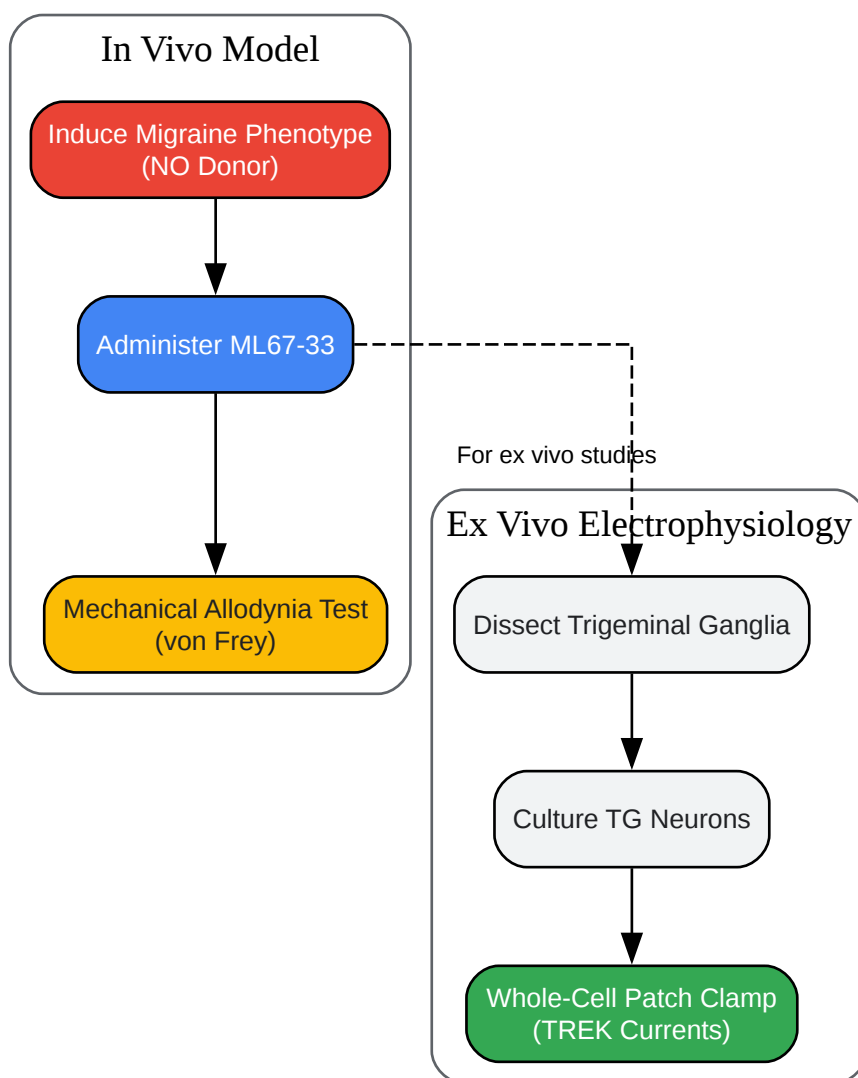 In Vivo Model
Induce Migraine Phenotype
(NO Donor)
Administer ML67-33
Mechanical Allodynia Test
(von Frey)
For ex vivo studies
Ex Vivo Electrophysiology
Dissect Trigeminal Ganglia
Culture TG Neurons
Whole-Cell Patch Clamp
(TREK Currents)